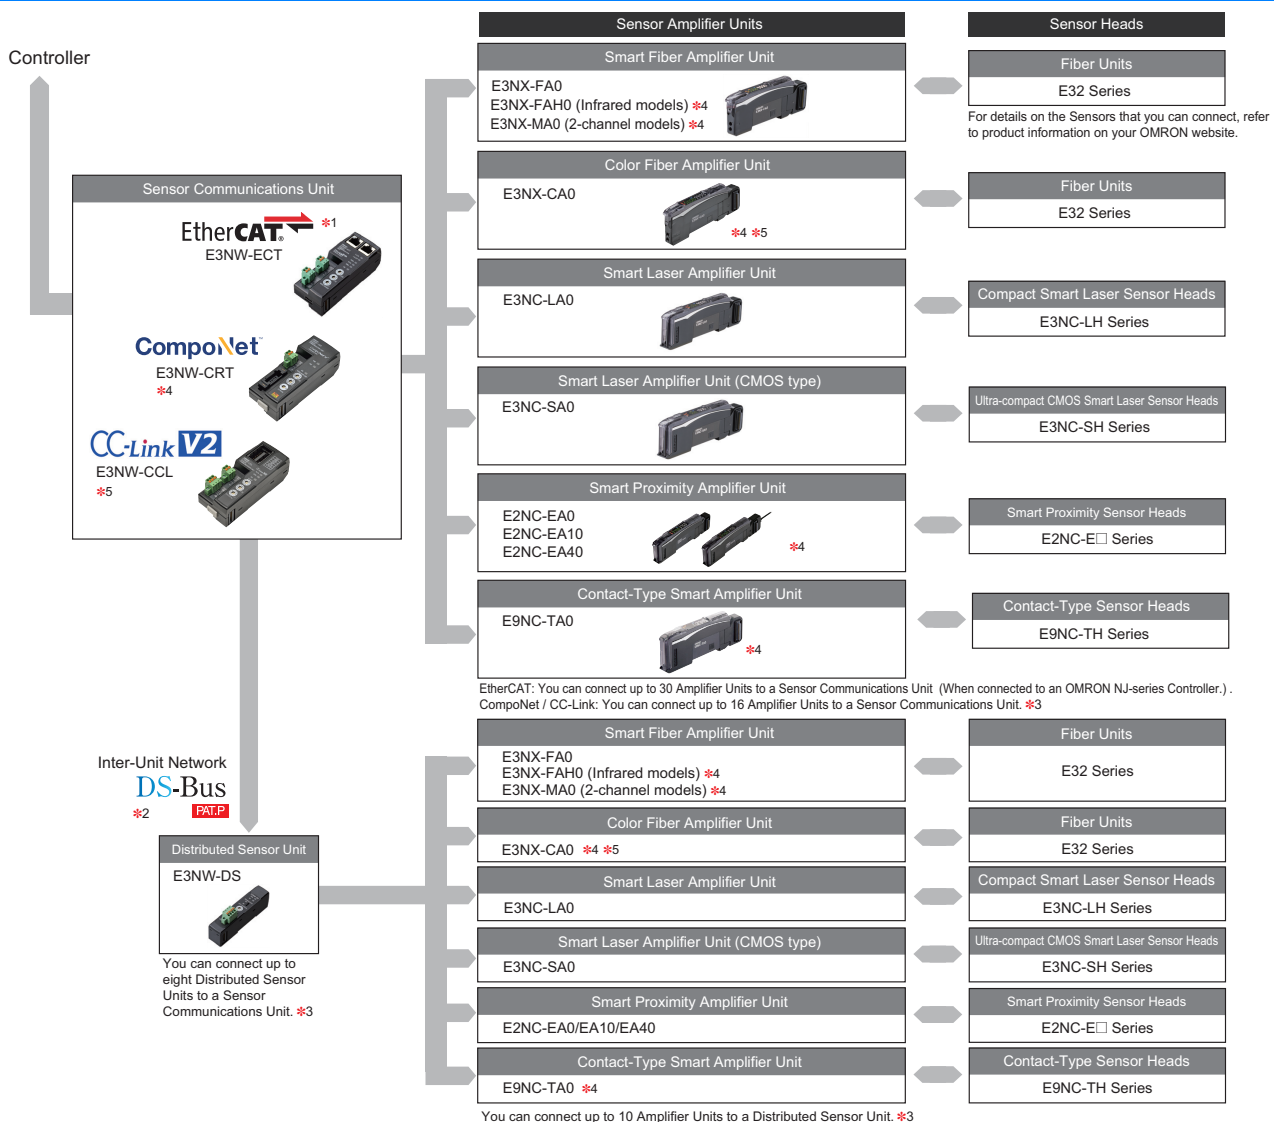 Sensor Amplifier Units
Sensor Heads
Controller
Sensor Communications Unit
EtherCAT® *1
E3NW-ECT
CompoNet™
E3NW-CRT
*4
CC-Link V2
E3NW-CCL
*5
Smart Fiber Amplifier Unit
E3NX-FA0
E3NX-FAH0 (Infrared models) *4
E3NX-MA0 (2-channel models) *4
Fiber Units
E32 Series
For details on the Sensors that you can connect, refer
to product information on your OMRON website.
Color Fiber Amplifier Unit
E3NX-CA0
*4 *5
Fiber Units
E32 Series
Smart Laser Amplifier Unit
E3NC-LA0
Compact Smart Laser Sensor Heads
E3NC-LH Series
Smart Laser Amplifier Unit (CMOS type)
E3NC-SA0
Ultra-compact CMOS Smart Laser Sensor Heads
E3NC-SH Series
Smart Proximity Amplifier Unit
E2NC-EA0
E2NC-EA10
E2NC-EA40
*4
Smart Proximity Sensor Heads
E2NC-E□ Series
Contact-Type Smart Amplifier Unit
E9NC-TA0
*4
Contact-Type Sensor Heads
E9NC-TH Series
EtherCAT: You can connect up to 30 Amplifier Units to a Sensor Communications Unit (When connected to an OMRON NJ-series Controller.) .
CompoNet / CC-Link: You can connect up to 16 Amplifier Units to a Sensor Communications Unit. *3
Inter-Unit Network
DS-Bus
*2 PAT.P
Distributed Sensor Unit
E3NW-DS
You can connect up to
eight Distributed Sensor
Units to a Sensor
Communications Unit. *3
Smart Fiber Amplifier Unit
E3NX-FA0
E3NX-FAH0 (Infrared models) *4
E3NX-MA0 (2-channel models) *4
Fiber Units
E32 Series
Color Fiber Amplifier Unit
E3NX-CA0 *4 *5
Fiber Units
E32 Series
Smart Laser Amplifier Unit
E3NC-LA0
Compact Smart Laser Sensor Heads
E3NC-LH Series
Smart Laser Amplifier Unit (CMOS type)
E3NC-SA0
Ultra-compact CMOS Smart Laser Sensor Heads
E3NC-SH Series
Smart Proximity Amplifier Unit
E2NC-EA0/EA10/EA40
Smart Proximity Sensor Heads
E2NC-E□ Series
Contact-Type Smart Amplifier Unit
E9NC-TA0 *4
Contact-Type Sensor Heads
E9NC-TH Series
You can connect up to 10 Amplifier Units to a Distributed Sensor Unit. *3